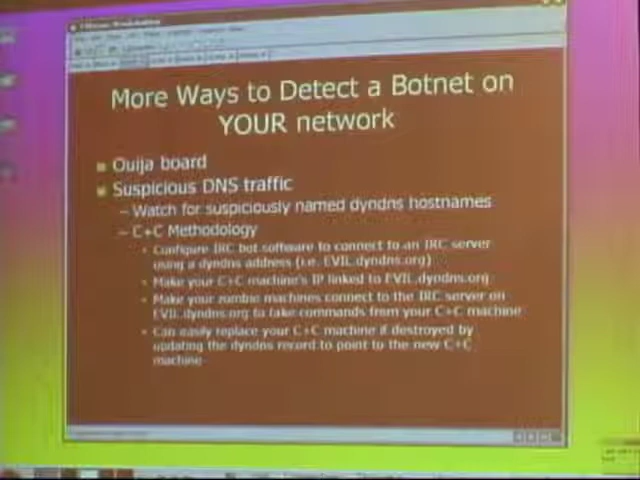 More Ways to Detect a Botnet on
YOUR network
Ouija board
Suspicious DNS traffic
– Watch for suspiciously named dyndns hostnames
– C+C Methodology
• Configure IRC bot software to connect to an IRC server
using a dyndns address (i.e. EVIL.dyndns.org)
• Make your C+C machine's IP linked to EVIL.dyndns.org
• Make your zombie machines connect to the IRC server on
EVIL.dyndns.org to take commands from your C+C machine
• Can easily replace your C+C machine if destroyed by
updating the dyndns record to point to the new C+C
machine